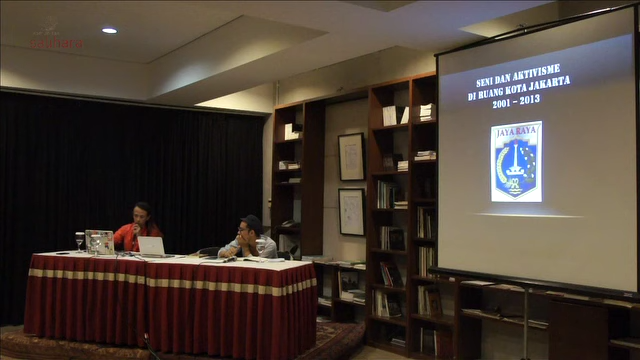 SENI DAN AKTIVISME
DI RUANG KOTA JAKARTA
2001 – 2013
JAYA RAYA